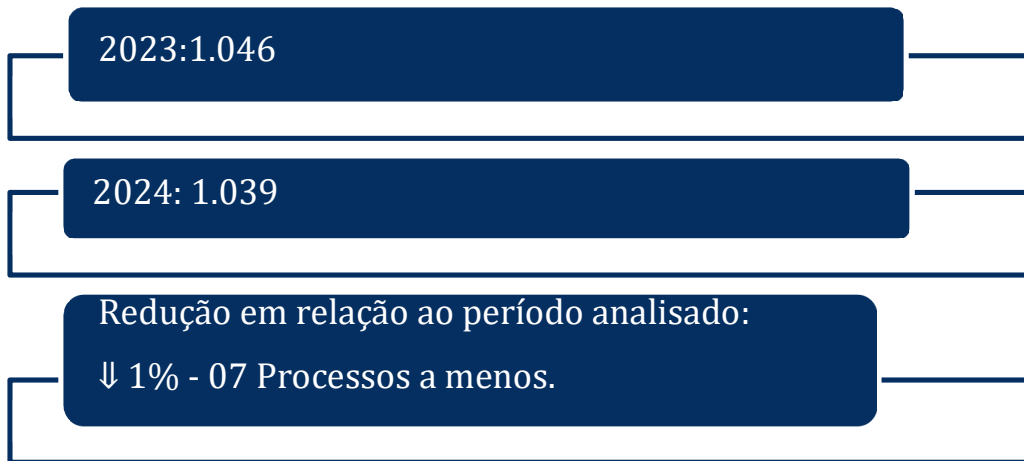 2023:1.046
2024: 1.039
Redução em relação ao período analisado:
⇓ 1% - 07 Processos a menos.